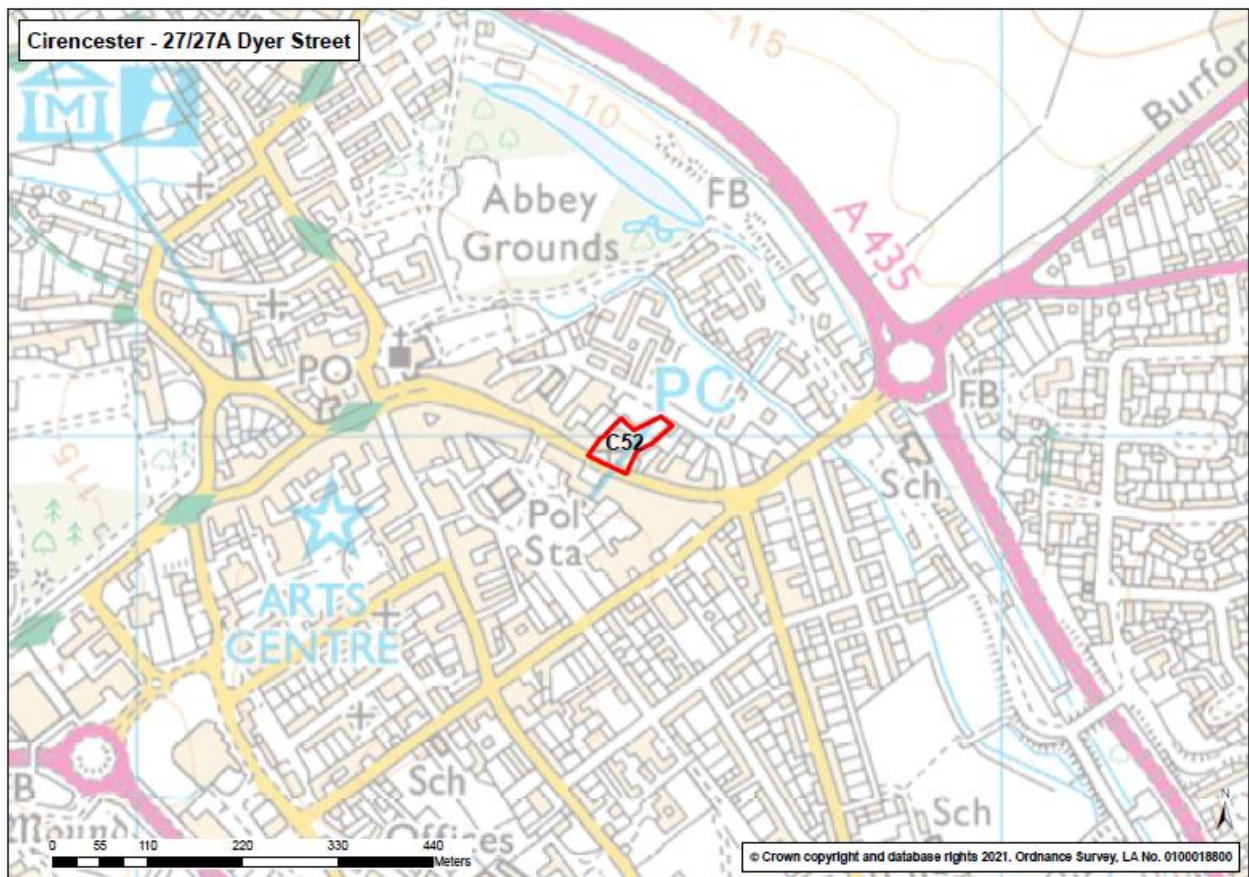 Cirencester - 27/27A Dyer Street
115
Burfor
M i
110
Abbey
Grounds
FB
A 435
PO
PC
FB
C52
115
Sch
Pol
Sta
ARTS
CENTRE
B
Sch
Mound
Offices
Sch
N
0 55 110 220 330 440
Meters
© Crown copyright and database rights 2021. Ordnance Survey, LA No. 0100018800